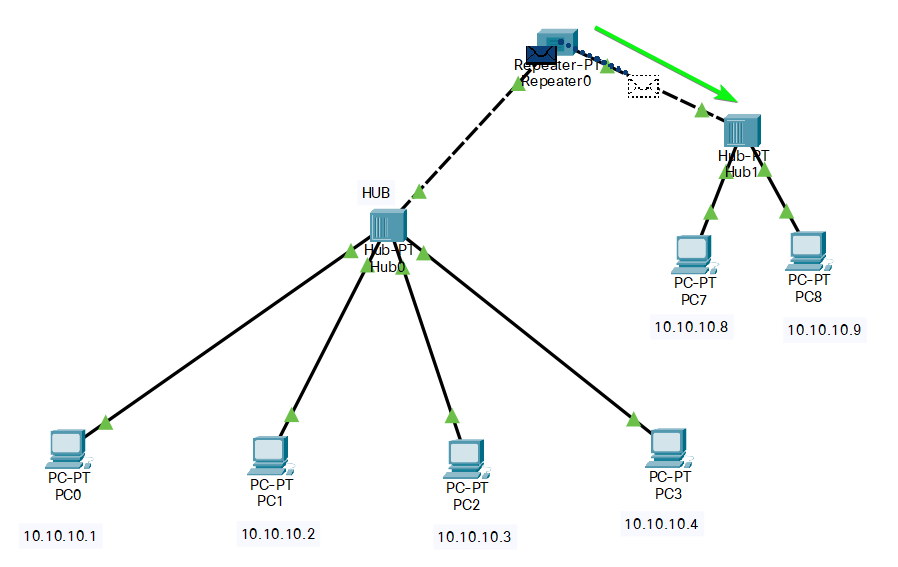 Repeater-PT
Repeater0
Hub-PT
Hub1
HUB
Hub-PT
Hub0
PC-PT
PC7
10.10.10.8
PC-PT
PC8
10.10.10.9
PC-PT
PC0
10.10.10.1
PC-PT
PC1
10.10.10.2
PC-PT
PC2
10.10.10.3
PC-PT
PC3
10.10.10.4